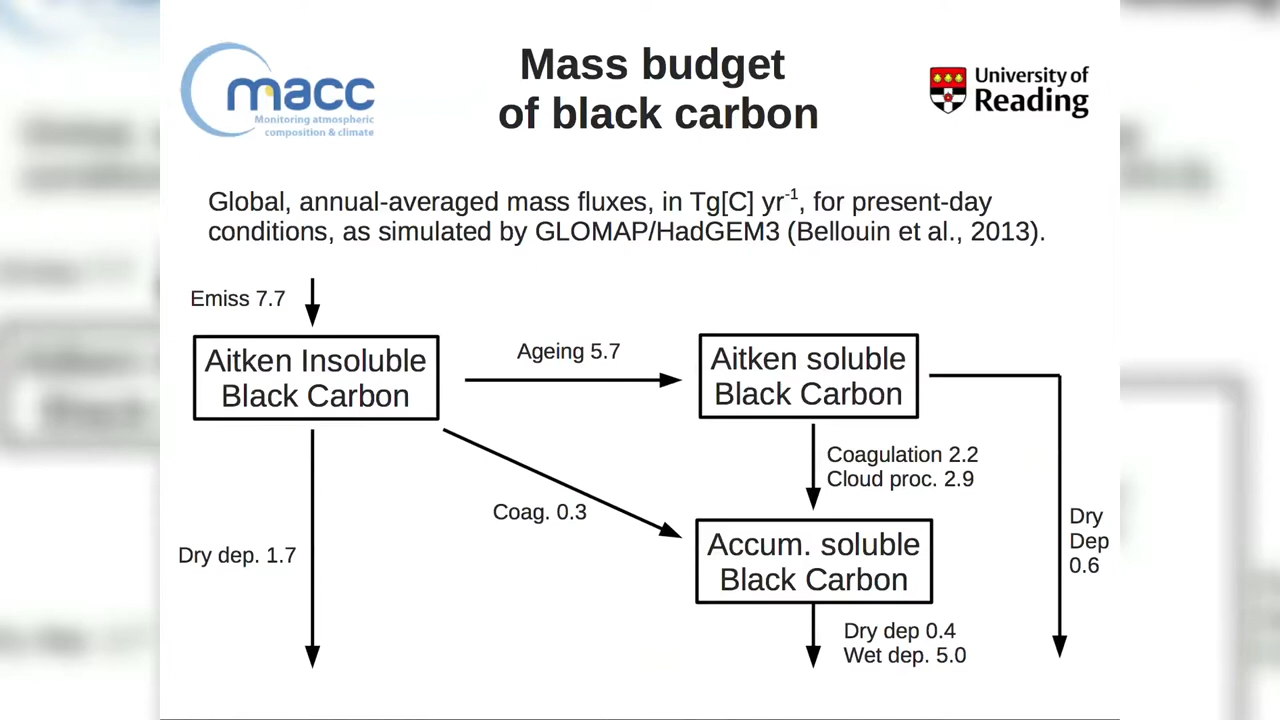 macc
Monitoring atmospheric
composition & climate
Mass budget
of black carbon
University of
Reading
Global, annual-averaged mass fluxes, in Tg[C] yr-1, for present-day
conditions, as simulated by GLOMAP/HadGEM3 (Bellouin et al., 2013).
Emiss 7.7
Aitken Insoluble
Black Carbon
Ageing 5.7
Aitken soluble
Black Carbon
Coagulation 2.2
Cloud proc. 2.9
Coag. 0.3
Dry dep. 1.7
Dry
Dep
0.6
Accum. soluble
Black Carbon
Dry dep 0.4
Wet dep. 5.0